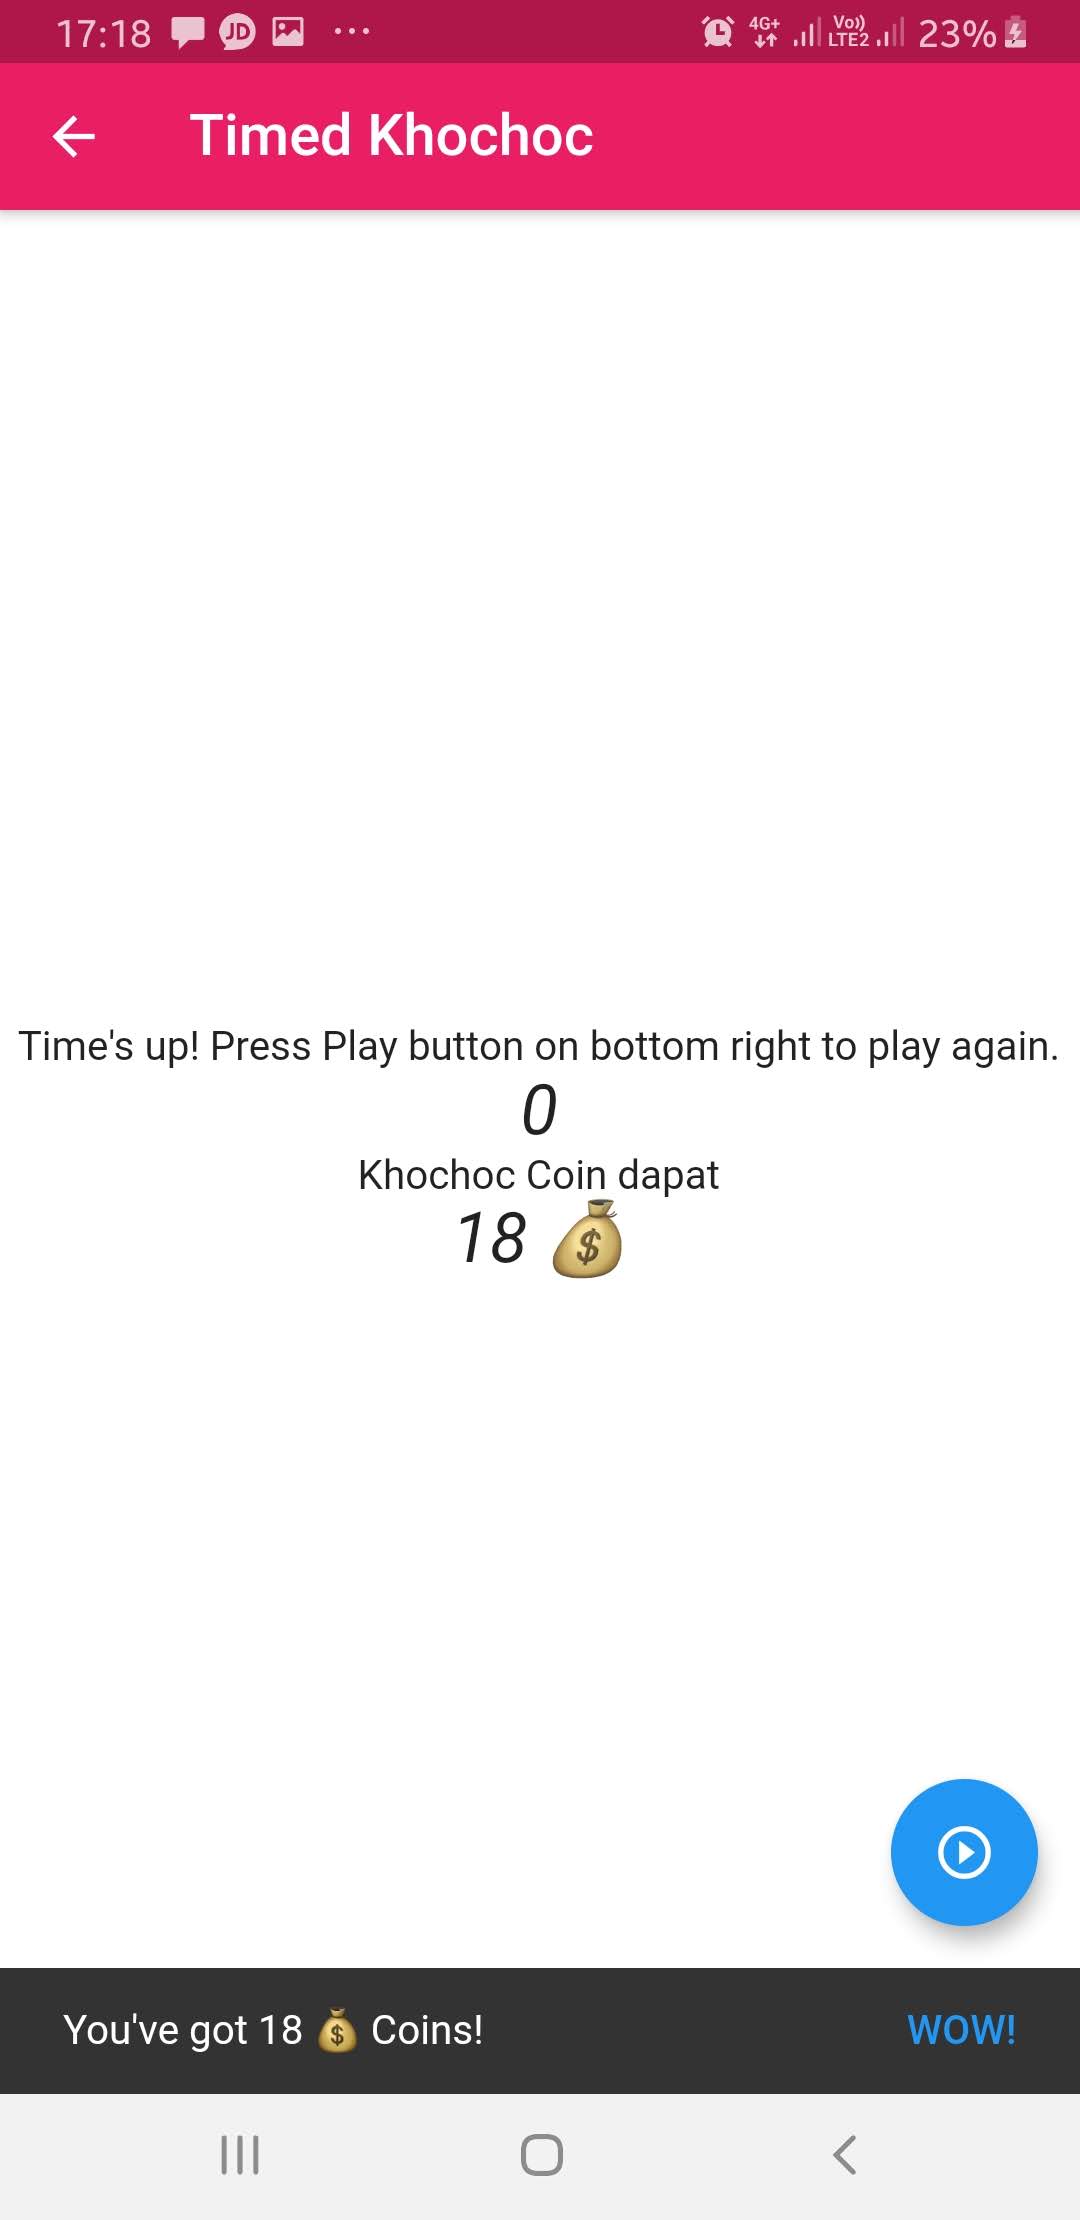 17:18 JD ... 4G+ Vo)) LTE2 23%
Timed Khochoc
Time's up! Press Play button on bottom right to play again.
0
Khochoc Coin dapat
18 💰
You've got 18 💰 Coins! WOW!